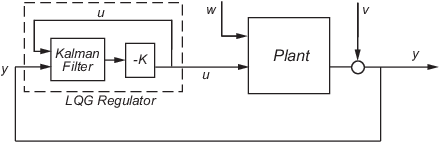 u
w
v
Kalman
Filter
-K
Plant
y
y
u
LQG Regulator